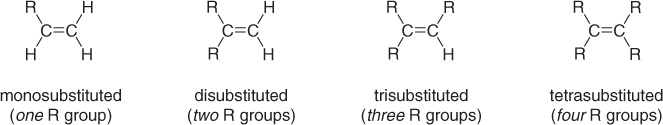 R H R H R R R R
C=C C=C C=C C=C
H H R H R H R R
monosubstituted disubstituted trisubstituted tetrasubstituted
(one R group) (two R groups) (three R groups) (four R groups)